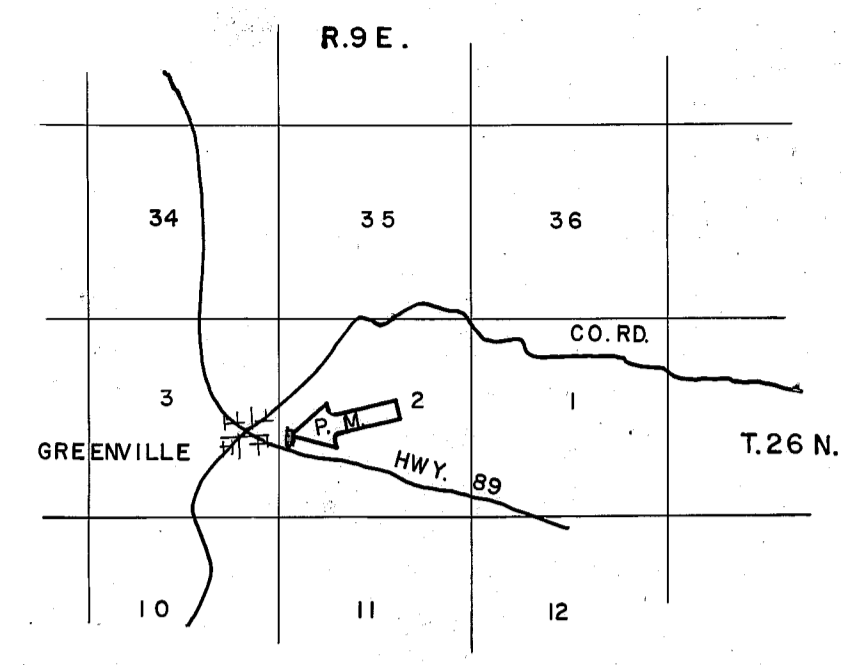 R.9 E.
34 35 36
CO. RD.
3 2 1
P. M.
GREENVILLE
T.26 N.
HWY. 89
10 11 12